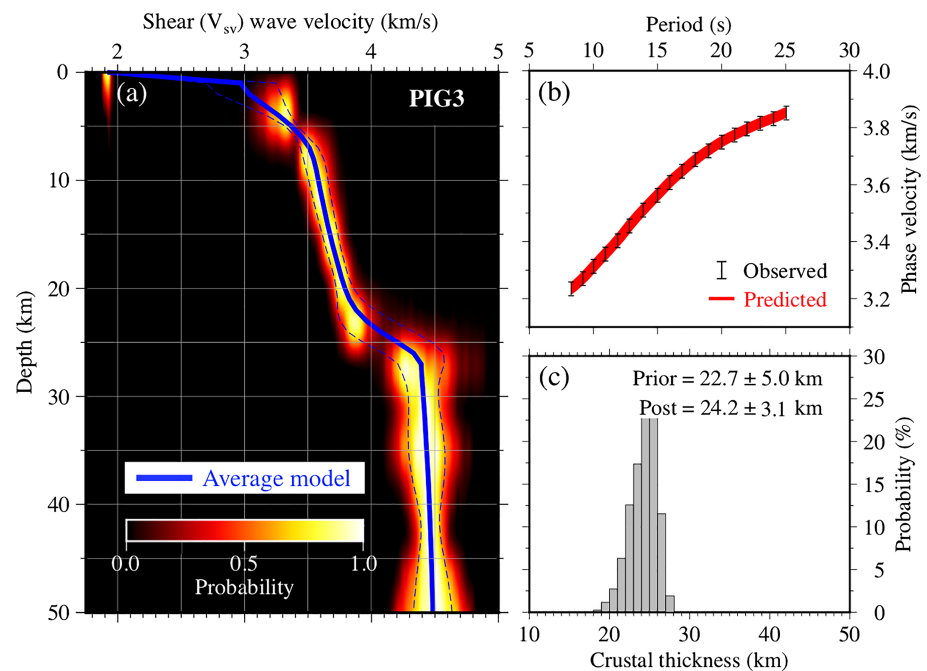 Shear (Vsv) wave velocity (km/s)
2 3 4 5
0
10
20
30
40
50
Depth (km)
(a)
PIG3
Average model
0.0 0.5 1.0
Probability
Period (s)
5 10 15 20 25 30
(b)
4.0
3.8
3.6
3.4
3.2
Phase velocity (km/s)
Observed
Predicted
(c)
Prior = 22.7 ± 5.0 km
Post = 24.2 ± 3.1 km
30
25
20
15
10
5
0
Probability (%)
10 20 30 40 50
Crustal thickness (km)